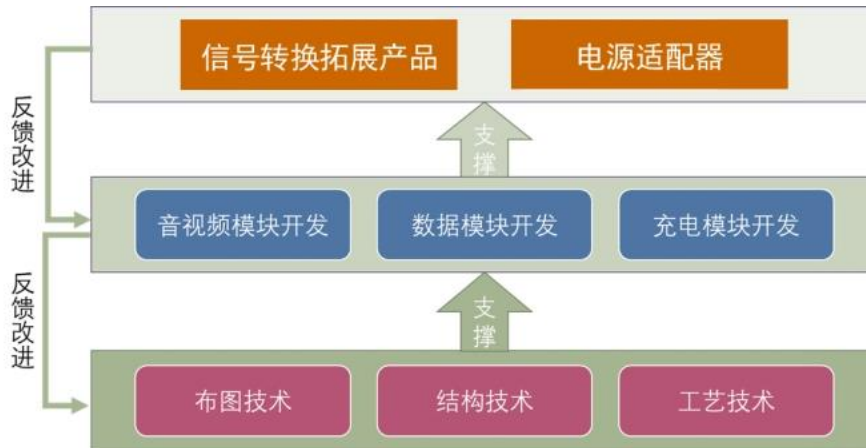 信号转换拓展产品
电源适配器
反馈改进
支撑
音视频模块开发
数据模块开发
充电模块开发
反馈改进
支撑
布图技术
结构技术
工艺技术